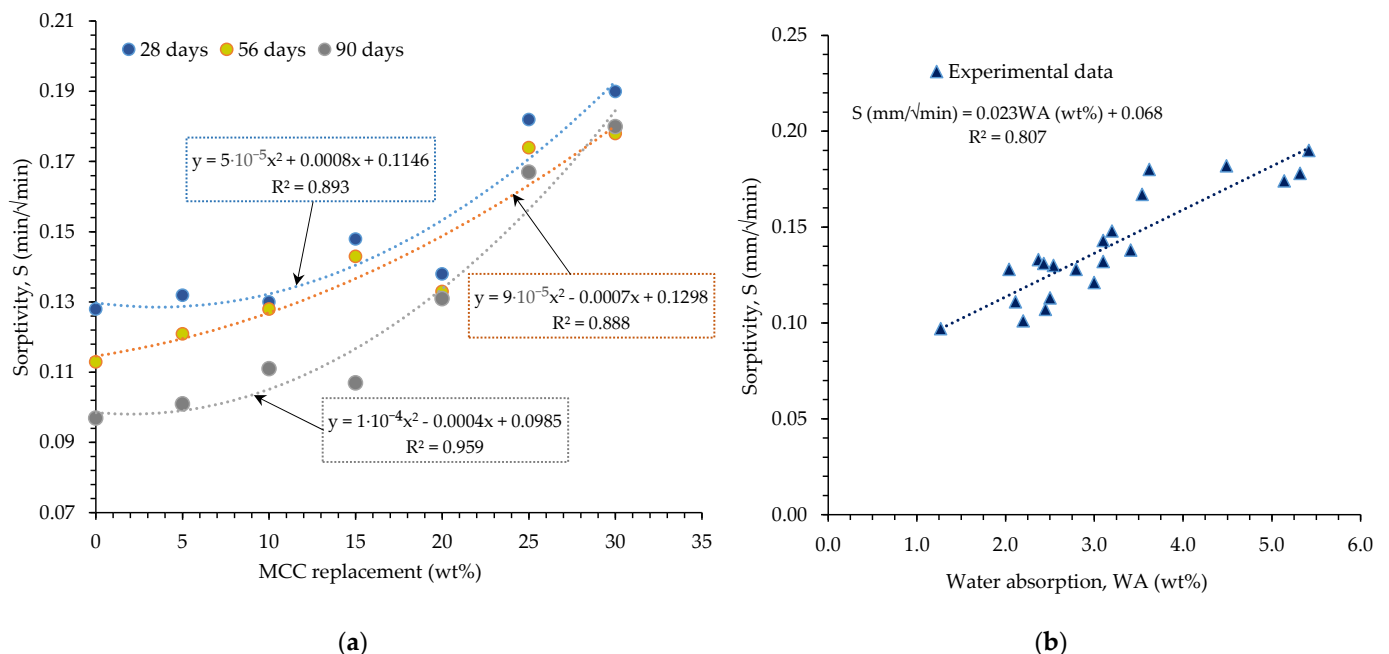 28 days 56 days 90 days
y = 5·10⁻⁵x² + 0.0008x + 0.1146
R² = 0.893
y = 9·10⁻⁵x² - 0.0007x + 0.1298
R² = 0.888
y = 1·10⁻⁴x² - 0.0004x + 0.0985
R² = 0.959
Sorptivity, S (min/√min)
0.21
0.19
0.17
0.15
0.13
0.11
0.09
0.07
0 5 10 15 20 25 30 35
MCC replacement (wt%)
(a)
Experimental data
S (mm/√min) = 0.023WA (wt%) + 0.068
R² = 0.807
Sorptivity, S (mm/√min)
0.25
0.20
0.15
0.10
0.05
0.00
0.0 1.0 2.0 3.0 4.0 5.0 6.0
Water absorption, WA (wt%)
(b)